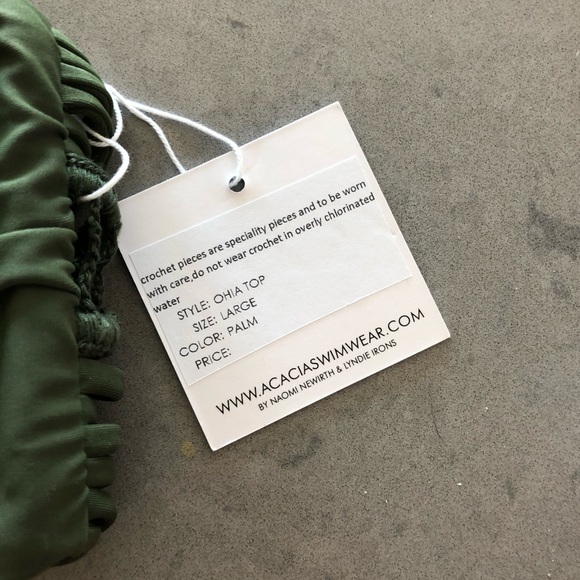 crochet pieces are speciality pieces and to be worn
with care,do not wear crochet in overly chlorinated
water
STYLE: OHIA TOP
SIZE: LARGE
COLOR: PALM
PRICE:
WWW.ACACIASWIMWEAR.COM
BY NAOMI NEWIRTH & LYNDIE IRONS